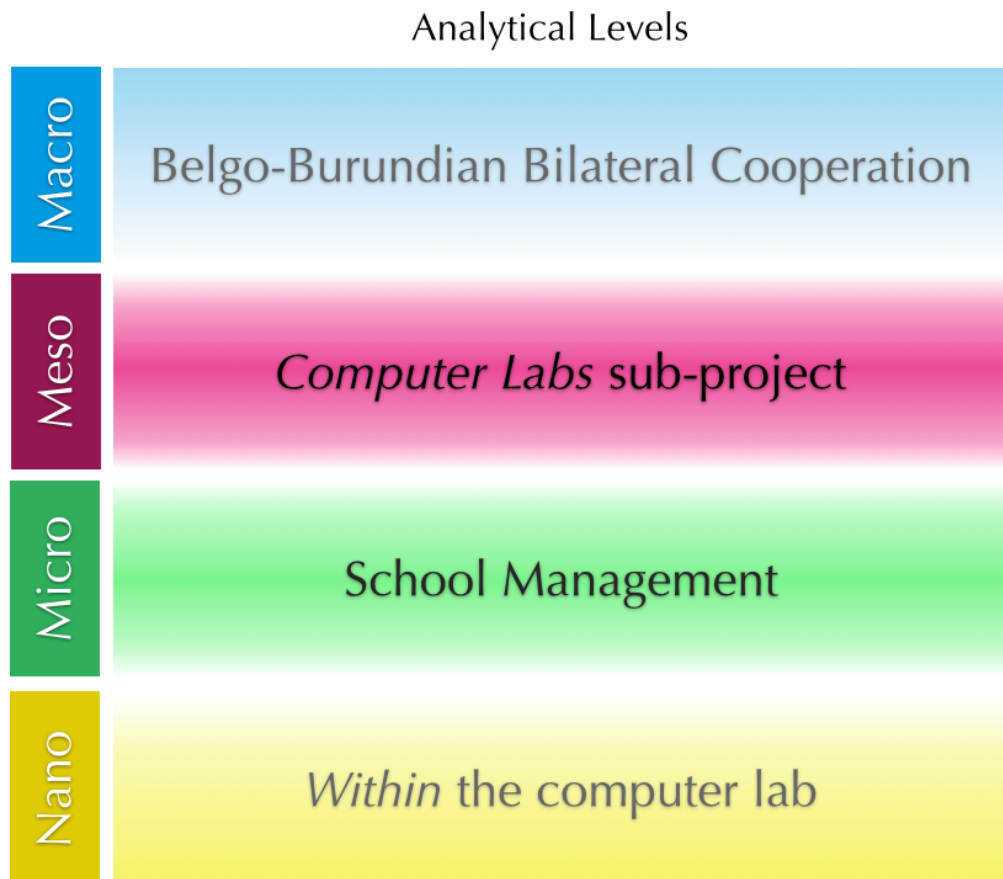 Analytical Levels
Macro
Belgo-Burundian Bilateral Cooperation
Meso
Computer Labs sub-project
Micro
School Management
Nano
Within the computer lab